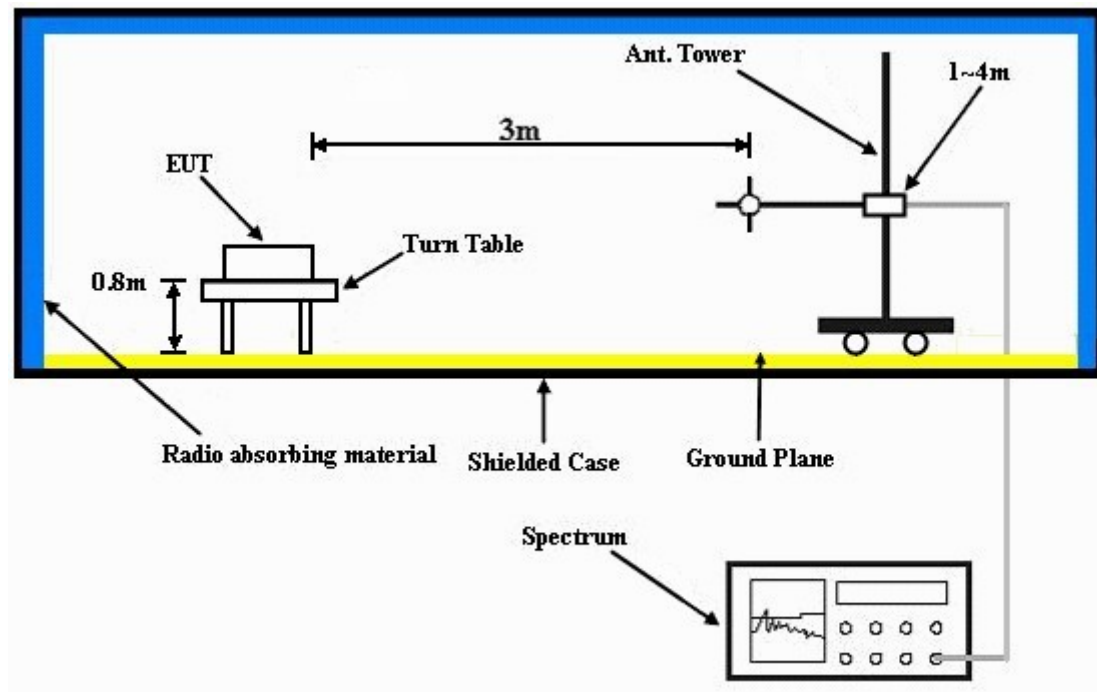 Ant. Tower
1~4m
3m
EUT
Turn Table
0.8m
Radio absorbing material
Shielded Case
Ground Plane
Spectrum